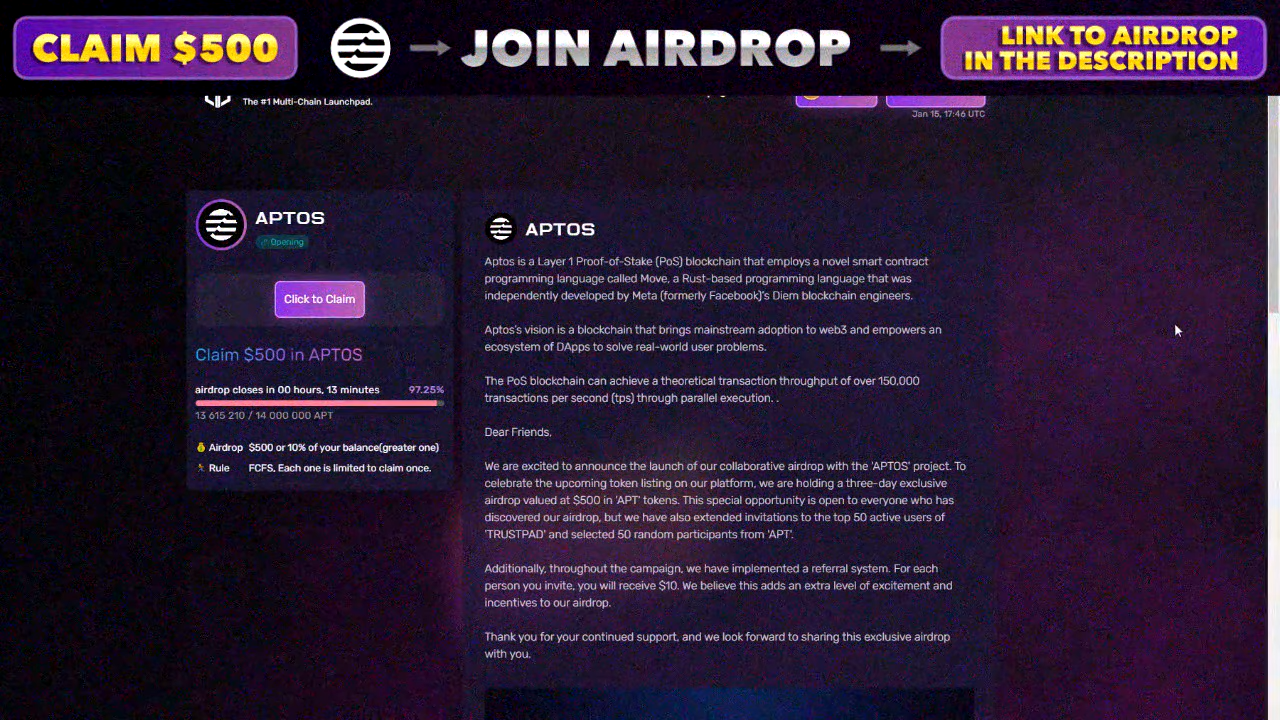 CLAIM $500
JOIN AIRDROP
LINK TO AIRDROP
IN THE DESCRIPTION
The #1 Multi-Chain Launchpad.
Jan 15, 17:46 UTC
APTOS
Opening
Click to Claim
Claim $500 in APTOS
airdrop closes in 00 hours, 13 minutes 97.25%
13 615 210 / 14 000 000 APT
Airdrop $500 or 10% of your balance(greater one)
Rule FCFS, Each one is limited to claim once.
APTOS
Aptos is a Layer 1 Proof-of-Stake (PoS) blockchain that employs a novel smart contract
programming language called Move, a Rust-based programming language that was
independently developed by Meta (formerly Facebook)'s Diem blockchain engineers.
Aptos's vision is a blockchain that brings mainstream adoption to web3 and empowers an
ecosystem of DApps to solve real-world user problems.
The PoS blockchain can achieve a theoretical transaction throughput of over 150,000
transactions per second (tps) through parallel execution. .
Dear Friends,
We are excited to announce the launch of our collaborative airdrop with the 'APTOS' project. To
celebrate the upcoming token listing on our platform, we are holding a three-day exclusive
airdrop valued at $500 in 'APT' tokens. This special opportunity is open to everyone who has
discovered our airdrop, but we have also extended invitations to the top 50 active users of
'TRUSTPAD' and selected 50 random participants from 'APT'.
Additionally, throughout the campaign, we have implemented a referral system. For each
person you invite, you will receive $10. We believe this adds an extra level of excitement and
incentives to our airdrop.
Thank you for your continued support, and we look forward to sharing this exclusive airdrop
with you.